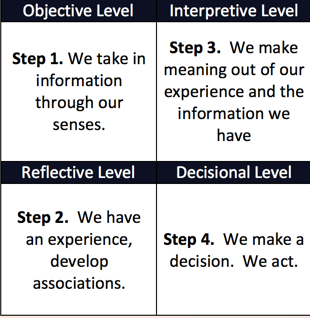 Objective Level
Step 1. We take in
information
through our
senses.
Interpretive Level
Step 3.  We make
meaning out of our
experience and the
information we
have
Reflective Level
Step 2.  We have
an experience,
develop
associations.
Decisional Level
Step 4.  We make a
decision.  We act.